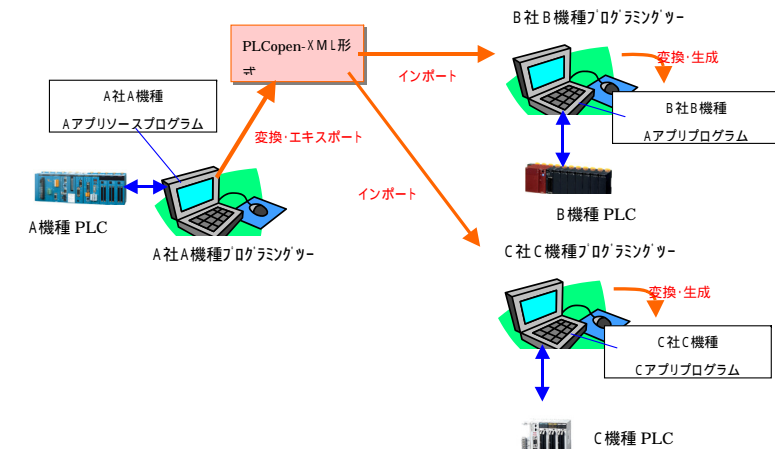 B社B機種ﾌﾟﾛｸﾞﾗﾐﾝｸﾞﾂー
PLCopen-XML形
式
インポート
変換･生成
A社A機種
Aアプリソースプログラム
B社B機種
Aアプリプログラム
変換･エキスポート
インポート
A機種 PLC
B機種 PLC
A社A機種ﾌﾟﾛｸﾞﾗﾐﾝｸﾞﾂー
C社C機種ﾌﾟﾛｸﾞﾗﾐﾝｸﾞﾂー
変換･生成
C社C機種
Cアプリプログラム
C機種 PLC